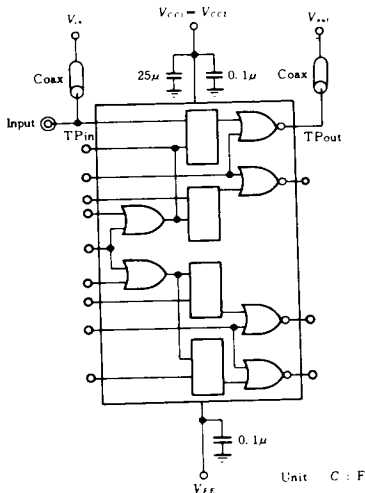 Vin
VCC1=VCC2
Vout
Coax
25μ
0.1μ
Coax
Input
TPin
TPout
0.1μ
VEE
Unit C : F